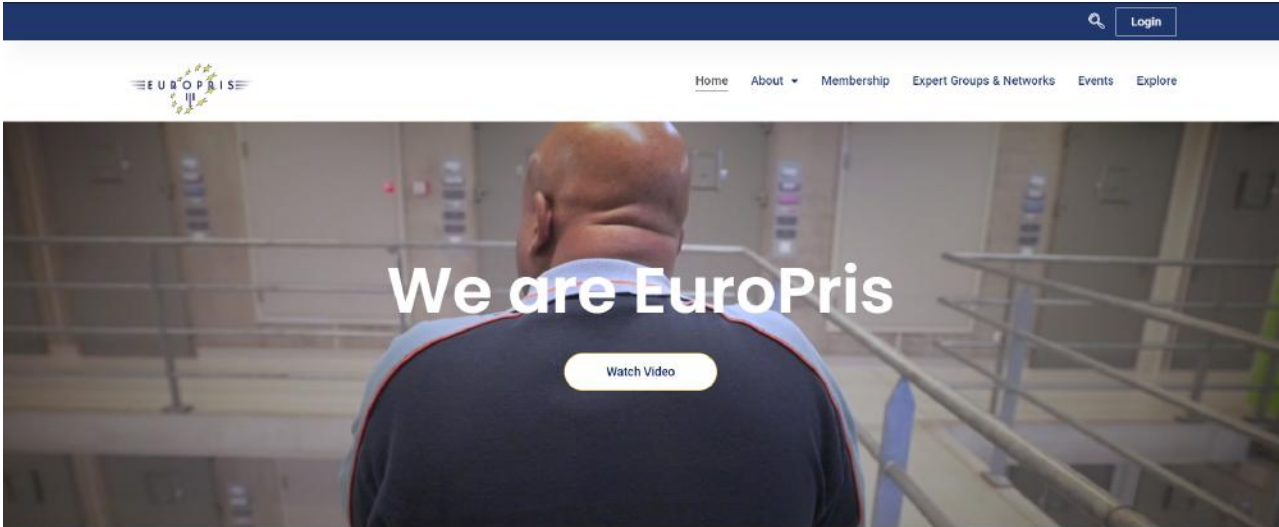 Login
EUROPRIS
Home About Membership Expert Groups & Networks Events Explore
We are EuroPris
Watch Video